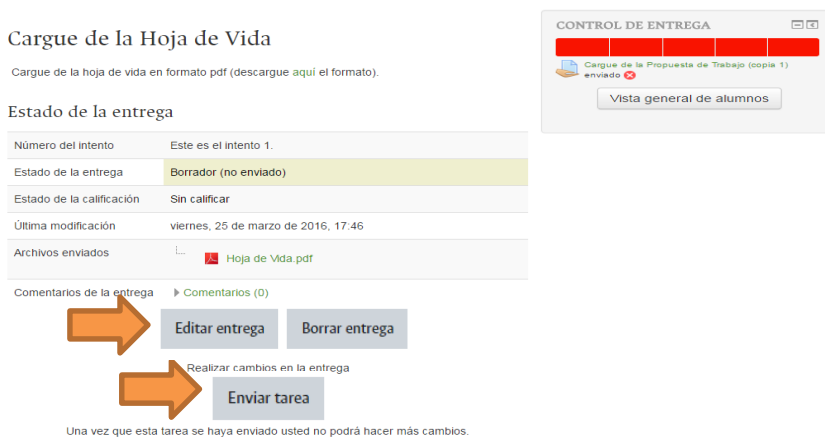 Cargue de la Hoja de Vida
Cargue de la hoja de vida en formato pdf (descargue aquí el formato).
Estado de la entrega
Número del intento Este es el intento 1.
Estado de la entrega Borrador (no enviado)
Estado de la calificación Sin calificar
Última modificación viernes, 25 de marzo de 2016, 17:46
Archivos enviados Hoja de Vida.pdf
Comentarios de la entrega Comentarios (0)
Editar entrega Borrar entrega
Realizar cambios en la entrega
Enviar tarea
Una vez que esta tarea se haya enviado usted no podrá hacer más cambios.
CONTROL DE ENTREGA
Cargue de la Propuesta de Trabajo (copia 1)
enviado
Vista general de alumnos